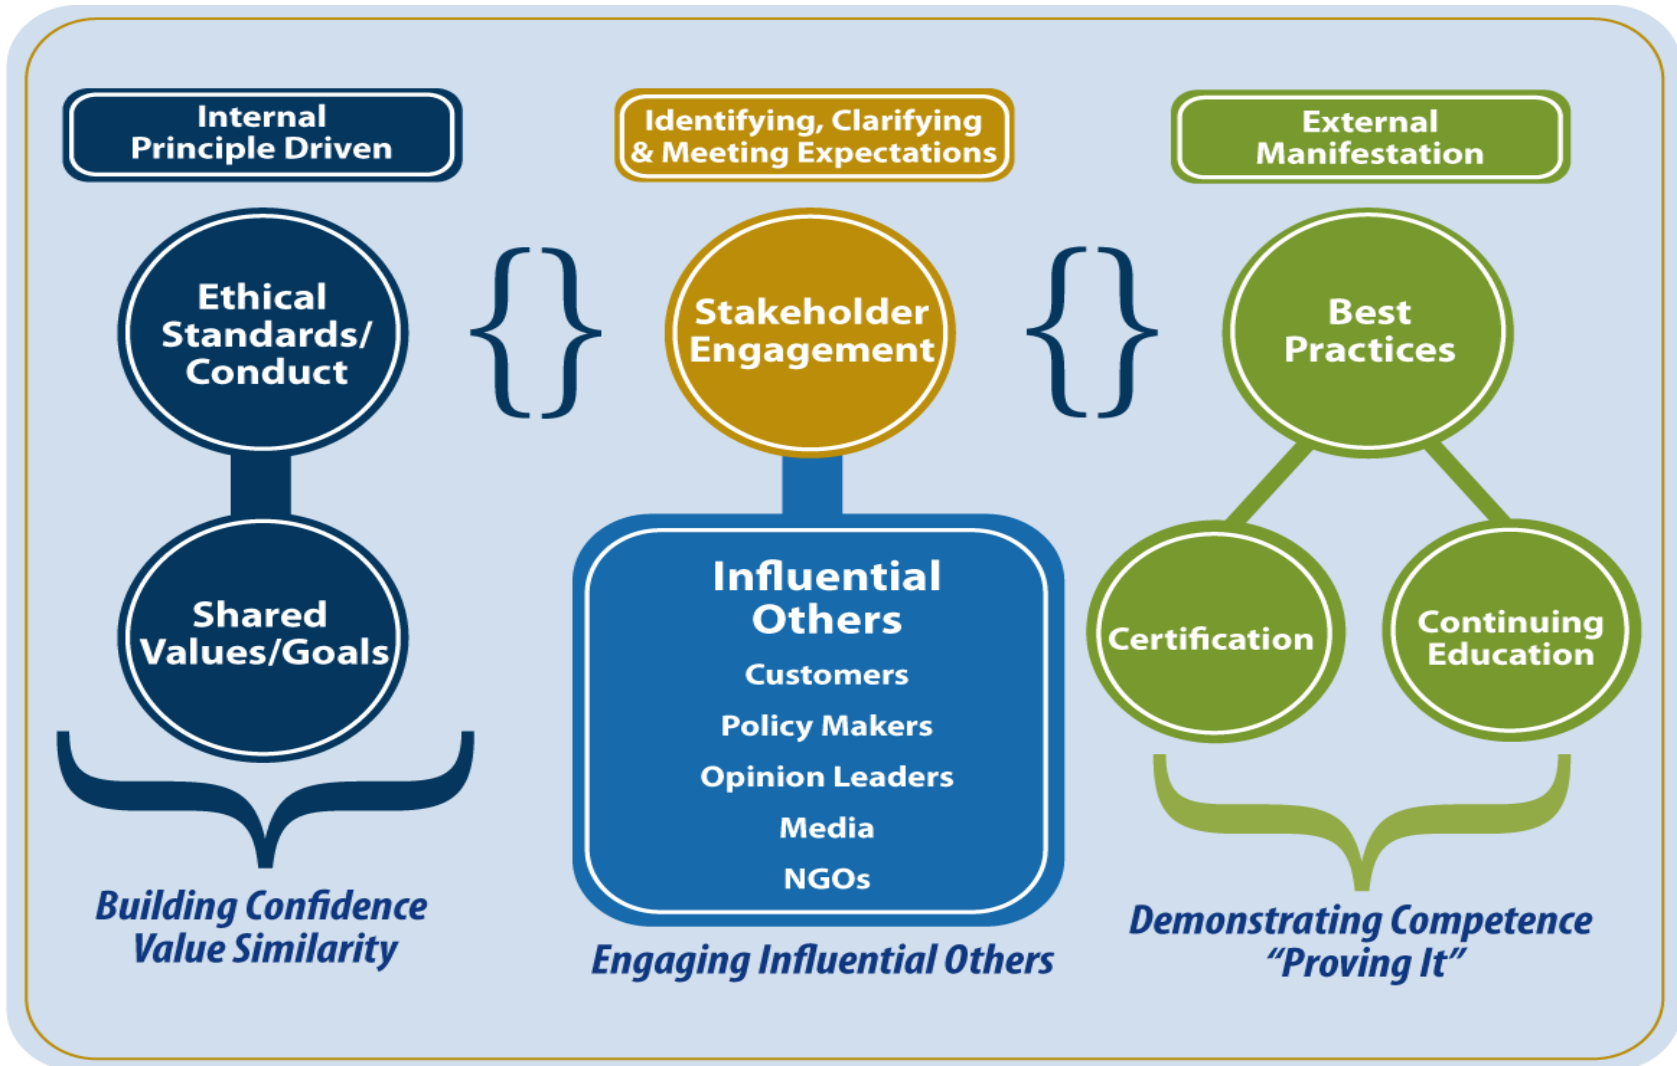 Internal
Principle Driven
Identifying, Clarifying
& Meeting Expectations
External
Manifestation
Ethical
Standards/
Conduct
Stakeholder
Engagement
Best
Practices
Shared
Values/Goals
Influential
Others
Customers
Policy Makers
Opinion Leaders
Media
NGOs
Certification
Continuing
Education
Building Confidence
Value Similarity
Engaging Influential Others
Demonstrating Competence
“Proving It”